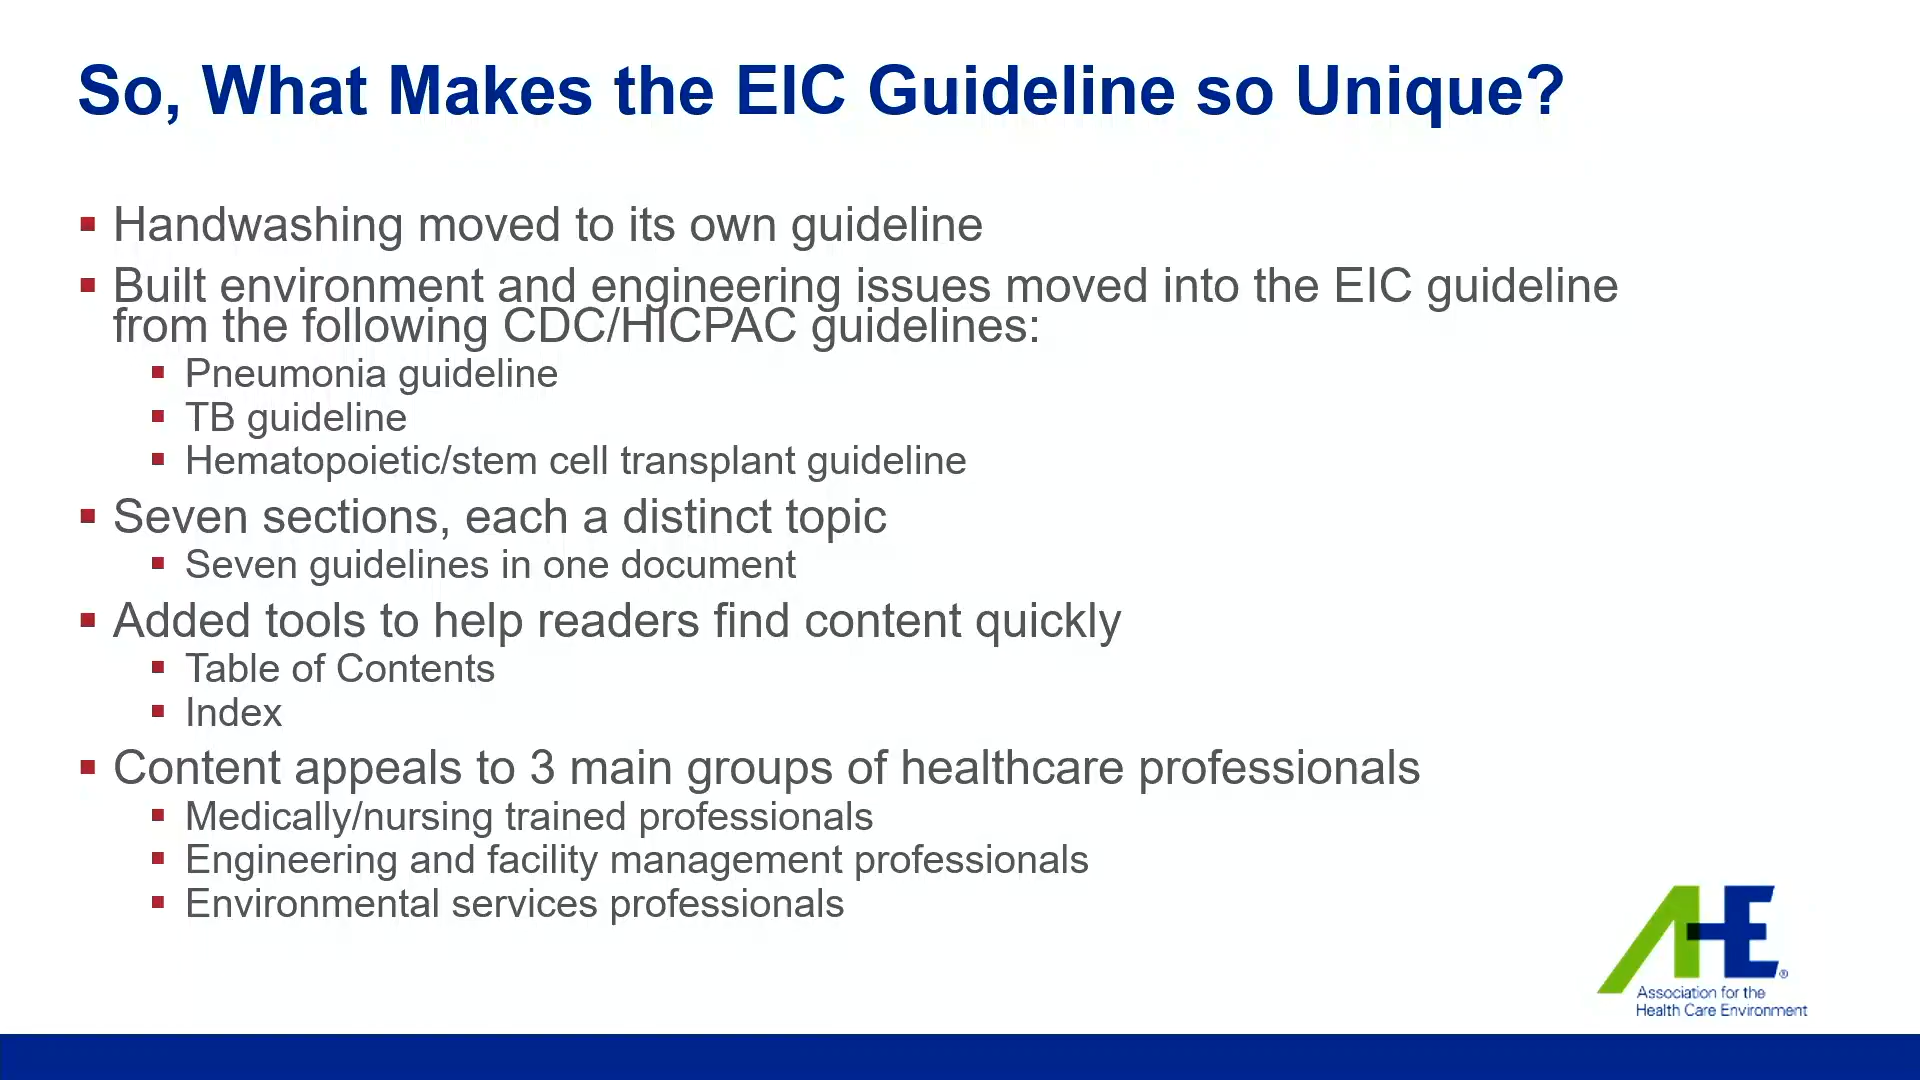 So, What Makes the EIC Guideline so Unique?
▪ Handwashing moved to its own guideline
▪ Built environment and engineering issues moved into the EIC guideline
from the following CDC/HICPAC guidelines:
▪ Pneumonia guideline
▪ TB guideline
▪ Hematopoietic/stem cell transplant guideline
▪ Seven sections, each a distinct topic
▪ Seven guidelines in one document
▪ Added tools to help readers find content quickly
▪ Table of Contents
▪ Index
▪ Content appeals to 3 main groups of healthcare professionals
▪ Medically/nursing trained professionals
▪ Engineering and facility management professionals
▪ Environmental services professionals
AHE®
Association for the
Health Care Environment